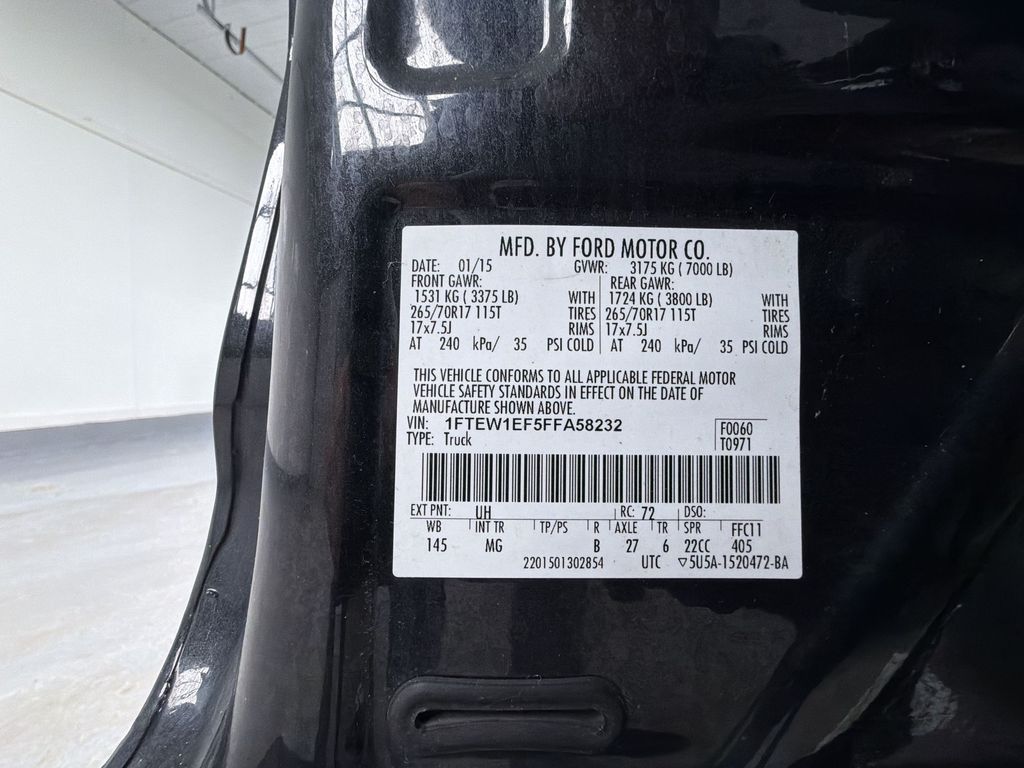 MFD. BY FORD MOTOR CO.
DATE: 01/15 GVWR: 3175 KG ( 7000 LB)
FRONT GAWR: REAR GAWR:
1531 KG ( 3375 LB) WITH 1724 KG ( 3800 LB) WITH
265/70R17 115T TIRES 265/70R17 115T TIRES
17x7.5J RIMS 17x7.5J RIMS
AT 240 kPa/ 35 PSI COLD AT 240 kPa/ 35 PSI COLD
THIS VEHICLE CONFORMS TO ALL APPLICABLE FEDERAL MOTOR
VEHICLE SAFETY STANDARDS IN EFFECT ON THE DATE OF
MANUFACTURE SHOWN ABOVE.
VIN: 1FTEW1EF5FFA58232 F0060
TYPE: Truck T0971
EXT PNT: UH RC: 72 DSO:
WB INT TR TP/PS R AXLE TR SPR FFC11
145 MG B 27 6 22CC 405
2201501302854 UTC ▽5U5A-1520472-BA